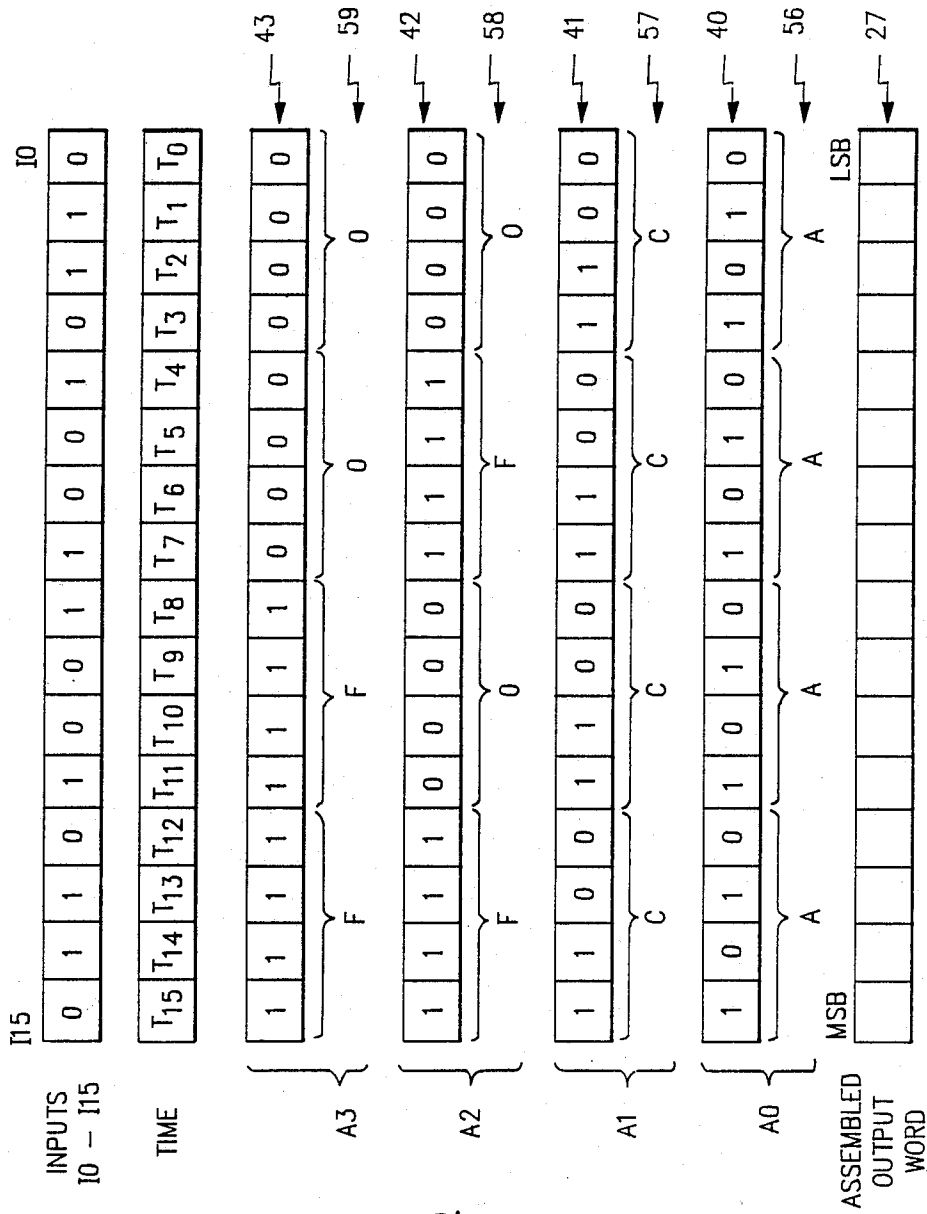 I15 I0
INPUTS
I0 – I15
0 1 1 0 1 0 0 1 1 0 0 1 0 1 1 0
TIME
T15 T14 T13 T12 T11 T10 T9 T8 T7 T6 T5 T4 T3 T2 T1 T0
1 1 1 1 1 1 1 1 0 0 0 0 0 0 0 0 43
A3 F F 0 0 59
1 1 1 1 0 0 0 0 1 1 1 1 0 0 0 0 42
A2 F 0 F 0 58
1 1 0 0 1 1 0 0 1 1 0 0 1 1 0 0 41
A1 C C C C 57
1 0 1 0 1 0 1 0 1 0 1 0 1 0 1 0 40
A0 A A A A 56
MSB LSB
ASSEMBLED
OUTPUT
WORD
27